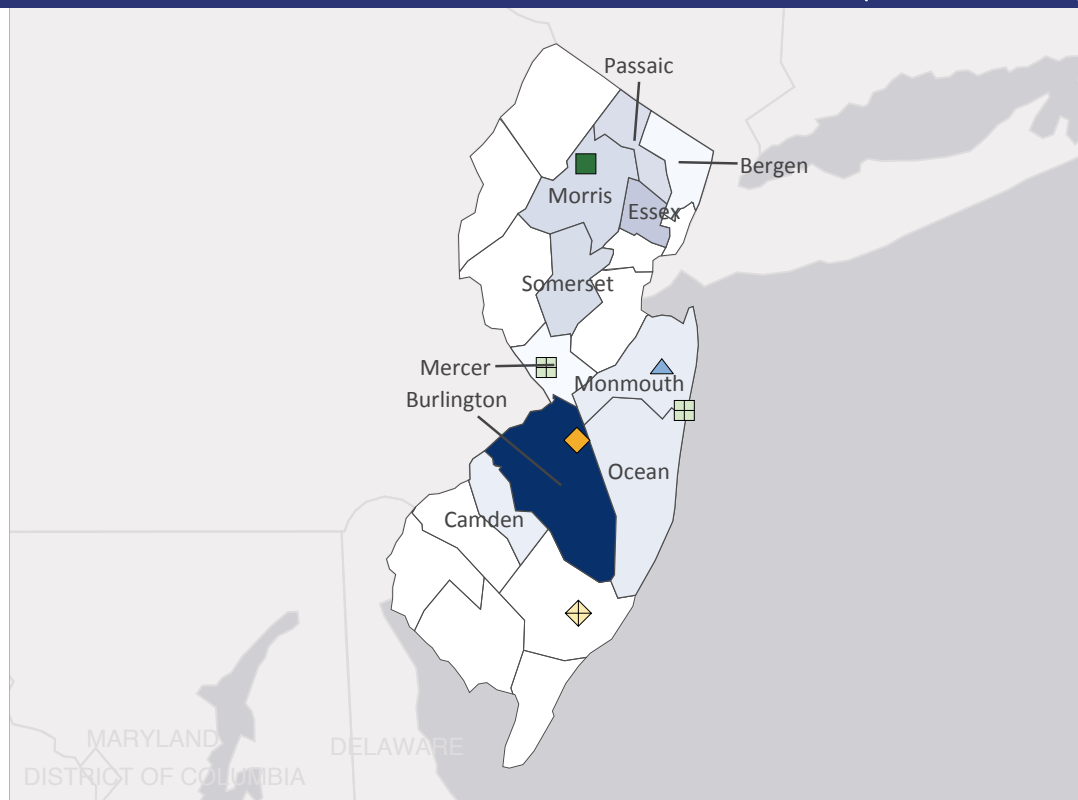 Passaic
Bergen
Morris
Essex
Somerset
Mercer
Monmouth
Burlington
Ocean
Camden
MARYLAND
DELAWARE
DISTRICT OF COLUMBIA